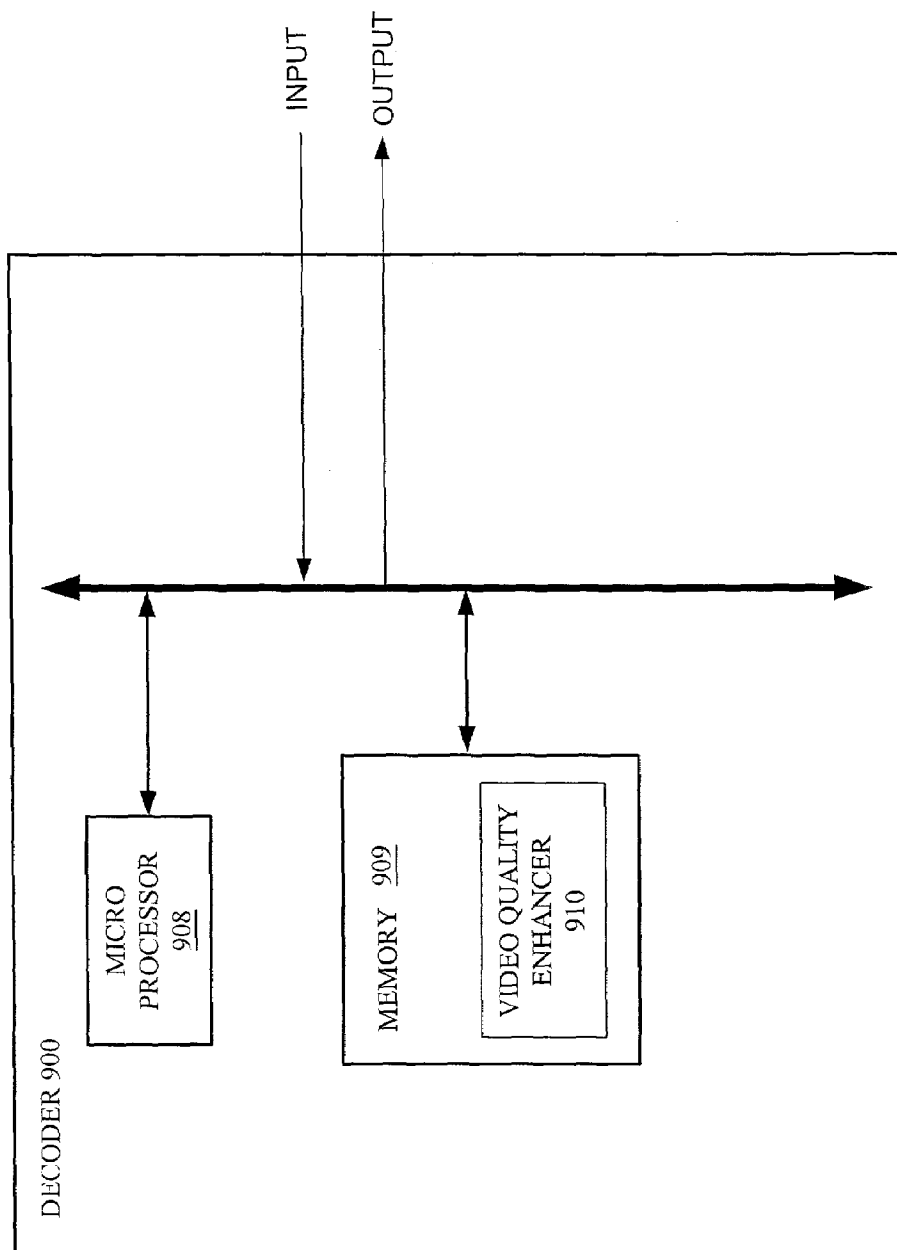 DECODER 900
MICRO
PROCESSOR
908
MEMORY 909
VIDEO QUALITY
ENHANCER
910
INPUT
OUTPUT